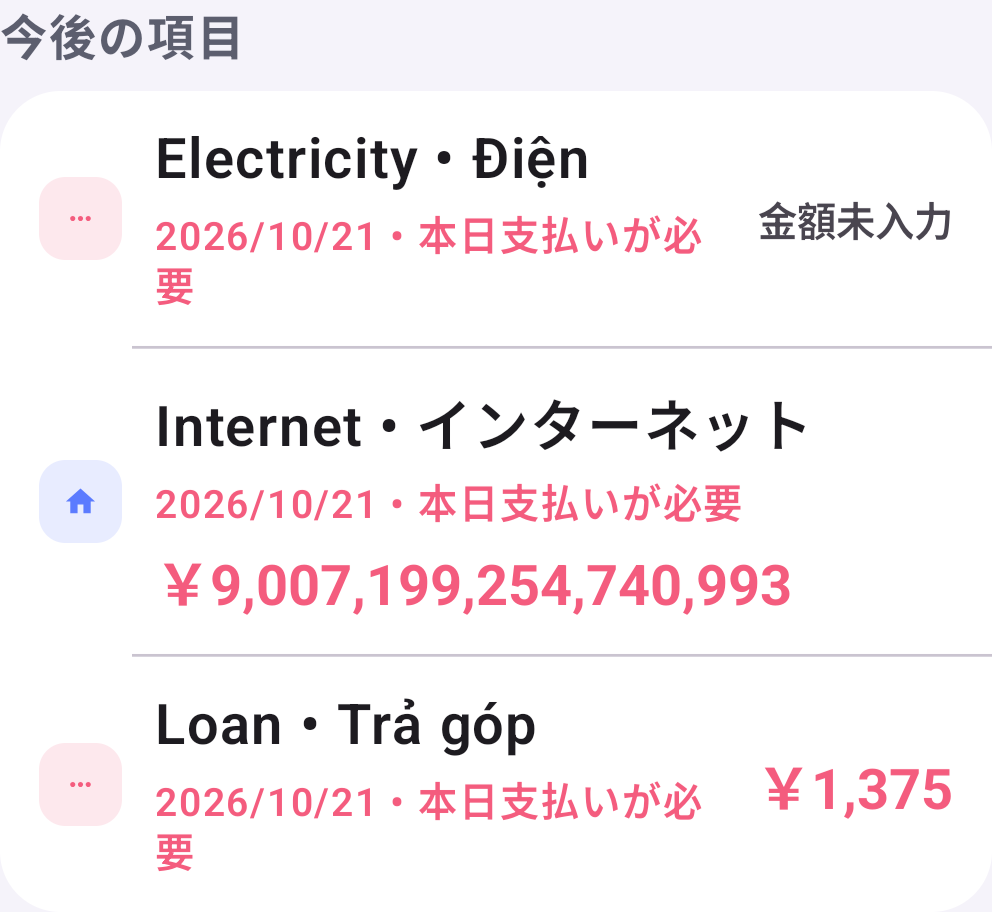 今後の項目
Electricity・Điện
2026/10/21・本日支払いが必
要
金額未入力
Internet・インターネット
2026/10/21・本日支払いが必要
¥9,007,199,254,740,993
Loan・Trả góp
2026/10/21・本日支払いが必
要
¥1,375